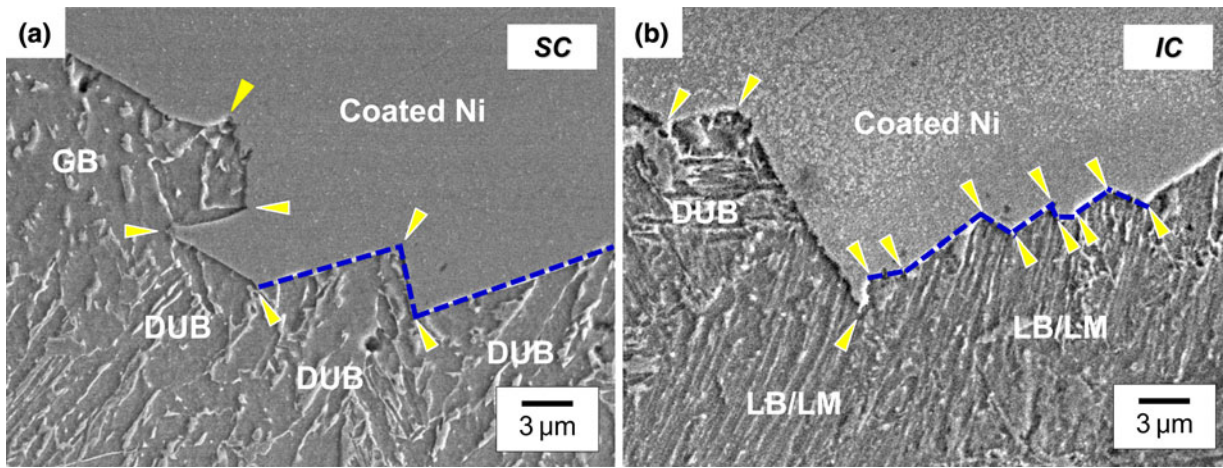 (a)
SC
Coated Ni
GB
DUB
DUB
DUB
3 μm
(b)
IC
Coated Ni
DUB
LB/LM
LB/LM
3 μm